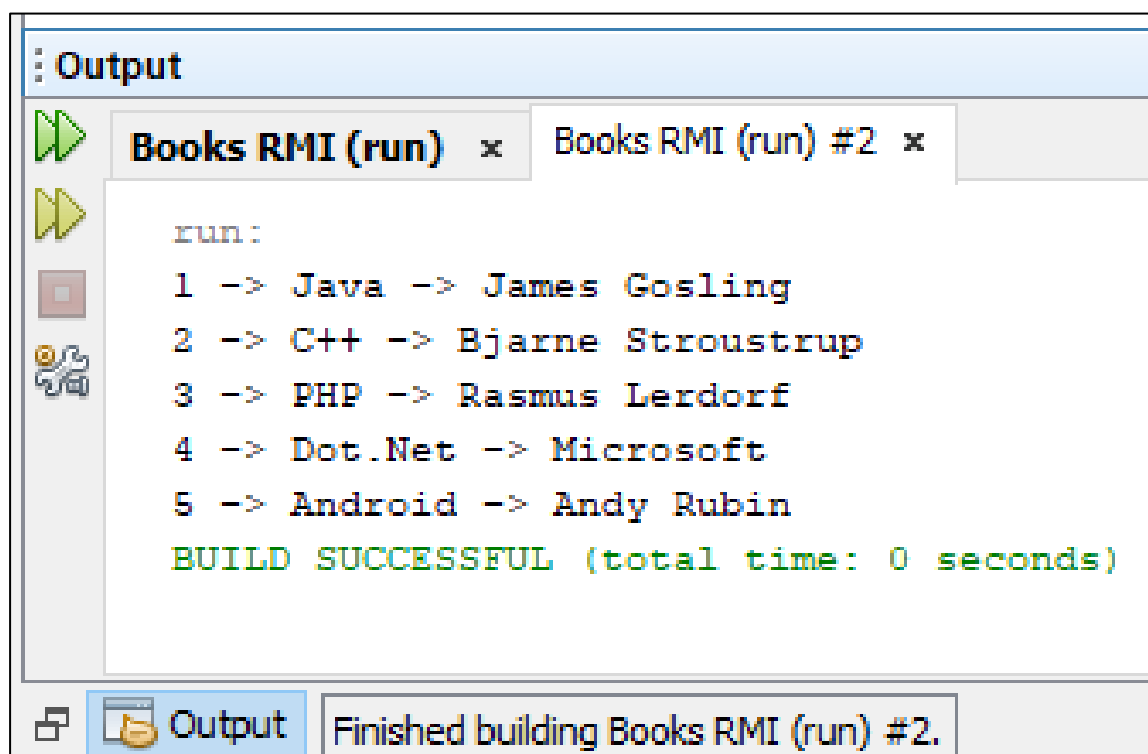 Output
Books RMI (run) x Books RMI (run) #2 x
run:
1 -> Java -> James Gosling
2 -> C++ -> Bjarne Stroustrup
3 -> PHP -> Rasmus Lerdorf
4 -> Dot.Net -> Microsoft
5 -> Android -> Andy Rubin
BUILD SUCCESSFUL (total time: 0 seconds)
Output Finished building Books RMI (run) #2.